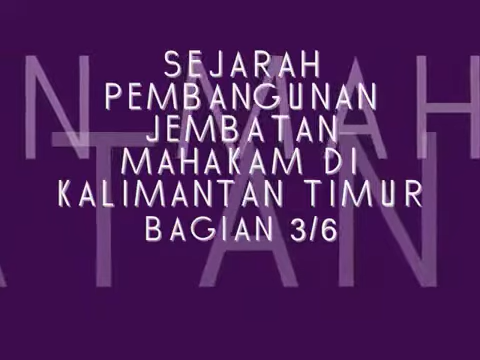 SEJARAH
PEMBANGUNAN
JEMBATAN
MAHAKAM DI
KALIMANTAN TIMUR
BAGIAN 3/6